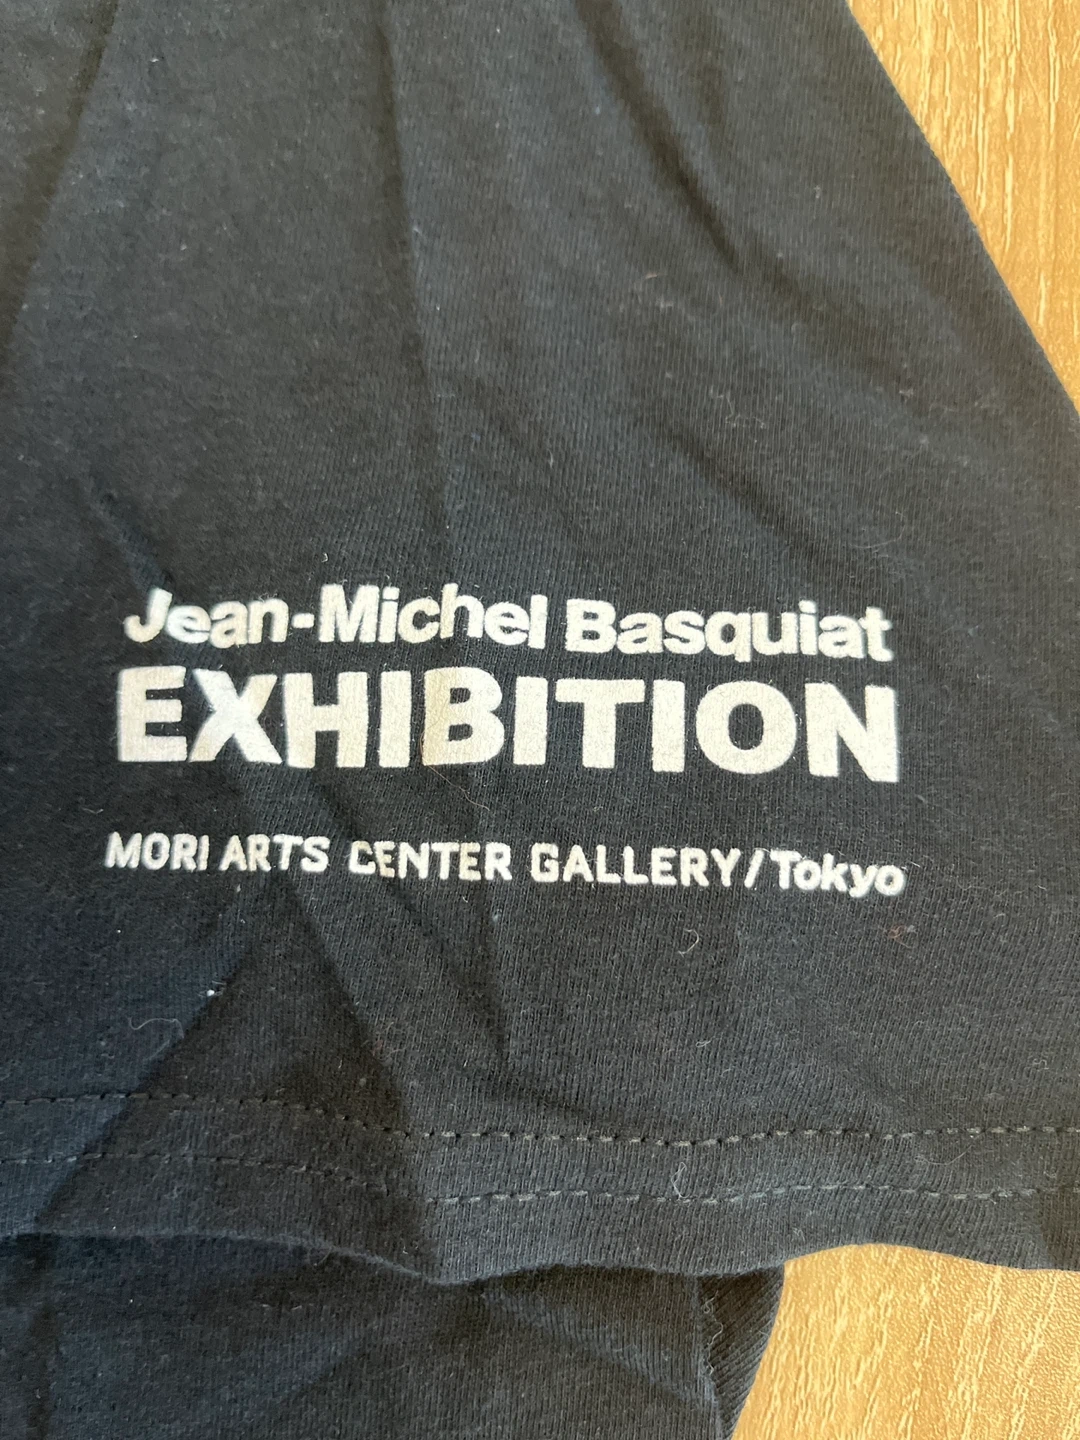 Jean-Michel Basquiat
EXHIBITION
MORI ARTS CENTER GALLERY/Tokyo